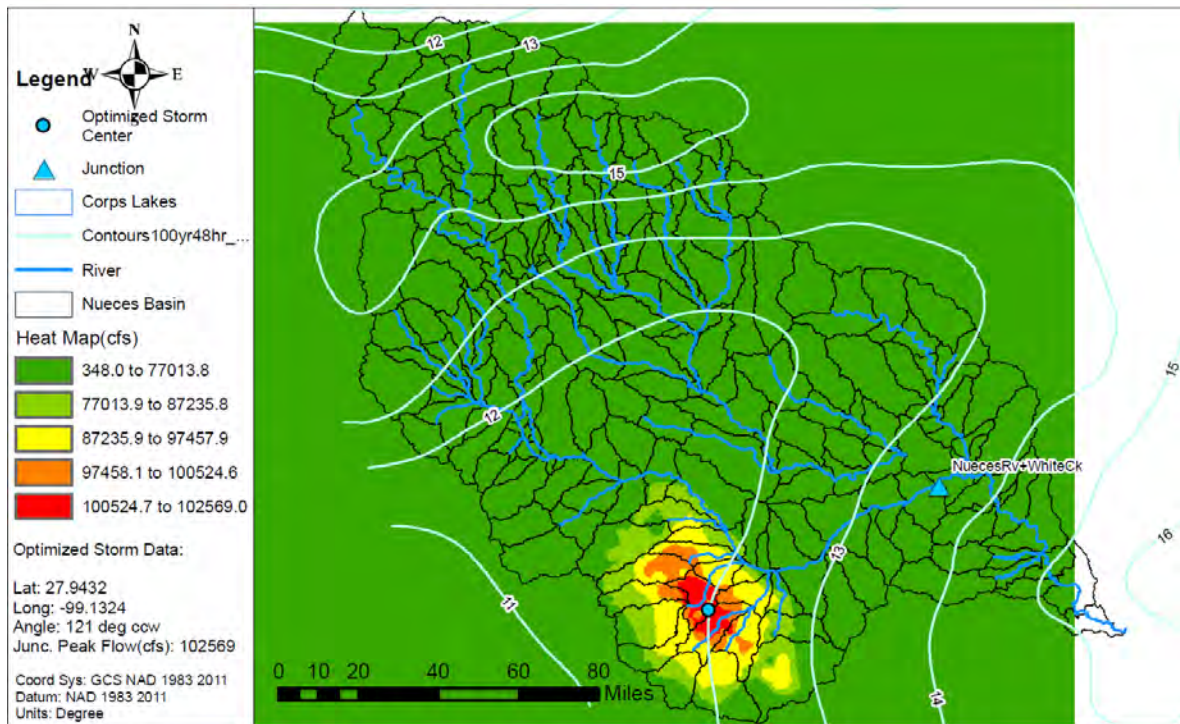 N
W
E
S
Legend
Optimized Storm
Center
Junction
Corps Lakes
Contours100yr48hr_...
River
Nueces Basin
Heat Map(cfs)
348.0 to 77013.8
77013.9 to 87235.8
87235.9 to 97457.9
97458.1 to 100524.6
100524.7 to 102569.0
Optimized Storm Data:
Lat: 27.9432
Long: -99.1324
Angle: 121 deg ccw
Junc. Peak Flow(cfs): 102569
Coord Sys: GCS NAD 1983 2011
Datum: NAD 1983 2011
Units: Degree
12
13
15
15
12
NuecesRv+WhiteCk
16
13
11
14
0 10 20 40 60 80
Miles